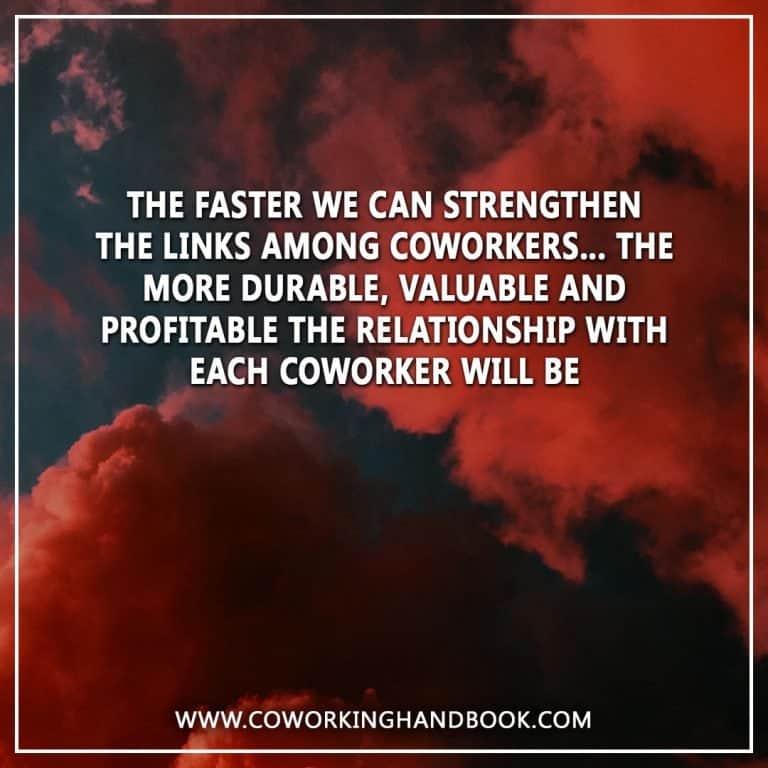 THE FASTER WE CAN STRENGTHEN
THE LINKS AMONG COWORKERS... THE
MORE DURABLE, VALUABLE AND
PROFITABLE THE RELATIONSHIP WITH
EACH COWORKER WILL BE
WWW.COWORKINGHANDBOOK.COM